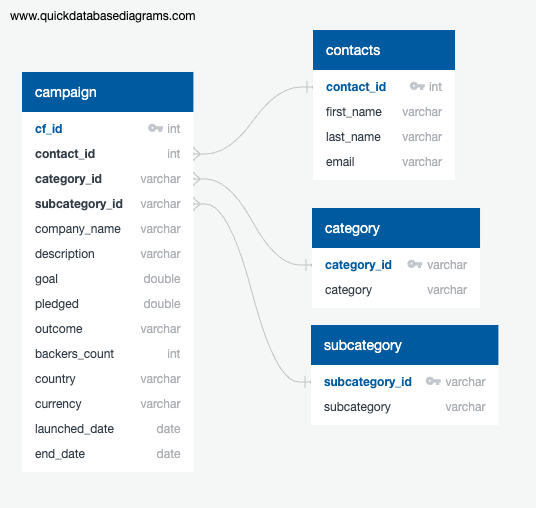 www.quickdatabasediagrams.com
campaign
cf_id int
contact_id int
category_id varchar
subcategory_id varchar
company_name varchar
description varchar
goal double
pledged double
outcome varchar
backers_count int
country varchar
currency varchar
launched_date date
end_date date
contacts
contact_id int
first_name varchar
last_name varchar
email varchar
category
category_id varchar
category varchar
subcategory
subcategory_id varchar
subcategory varchar